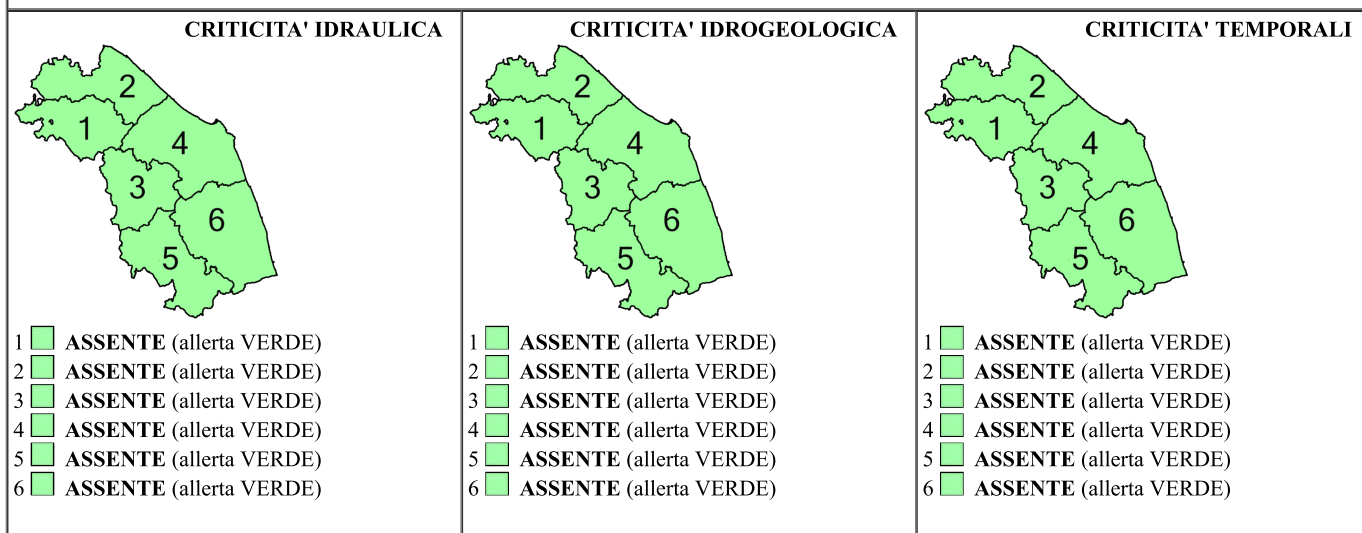 CRITICITA' IDRAULICA
2
1
4
3
6
5
1 ASSENTE (allerta VERDE)
2 ASSENTE (allerta VERDE)
3 ASSENTE (allerta VERDE)
4 ASSENTE (allerta VERDE)
5 ASSENTE (allerta VERDE)
6 ASSENTE (allerta VERDE)
CRITICITA' IDROGEOLOGICA
2
1
4
3
6
5
1 ASSENTE (allerta VERDE)
2 ASSENTE (allerta VERDE)
3 ASSENTE (allerta VERDE)
4 ASSENTE (allerta VERDE)
5 ASSENTE (allerta VERDE)
6 ASSENTE (allerta VERDE)
CRITICITA' TEMPORALI
2
1
4
3
6
5
1 ASSENTE (allerta VERDE)
2 ASSENTE (allerta VERDE)
3 ASSENTE (allerta VERDE)
4 ASSENTE (allerta VERDE)
5 ASSENTE (allerta VERDE)
6 ASSENTE (allerta VERDE)